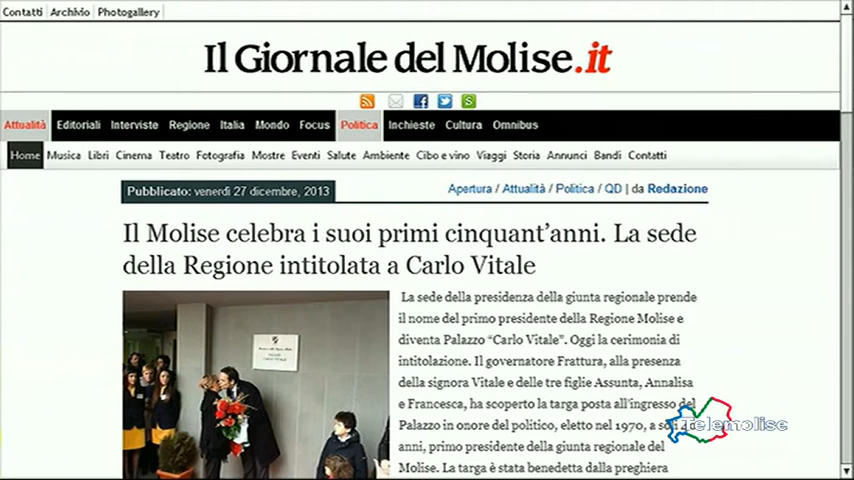 Contatti Archivio Photogallery
Il Giornale del Molise.it
Attualità Editoriali Interviste Regione Italia Mondo Focus Politica Inchieste Cultura Omnibus
Home Musica Libri Cinema Teatro Fotografia Mostre Eventi Salute Ambiente Cibo e vino Viaggi Storia Annunci Bandi Contatti
Pubblicato: venerdì 27 dicembre, 2013
Apertura / Attualità / Politica / QD | da Redazione
Il Molise celebra i suoi primi cinquant'anni. La sede
della Regione intitolata a Carlo Vitale
La sede della presidenza della giunta regionale prende
il nome del primo presidente della Regione Molise e
diventa Palazzo “Carlo Vitale”. Oggi la cerimonia di
intitolazione. Il governatore Frattura, alla presenza
della signora Vitale e delle tre figlie Assunta, Annalisa
e Francesca, ha scoperto la targa posta all'ingresso del
Palazzo in onore del politico, eletto nel 1970, a
anni, primo presidente della giunta regionale del
Molise. La targa è stata benedetta dalla preghiera
Telemolise